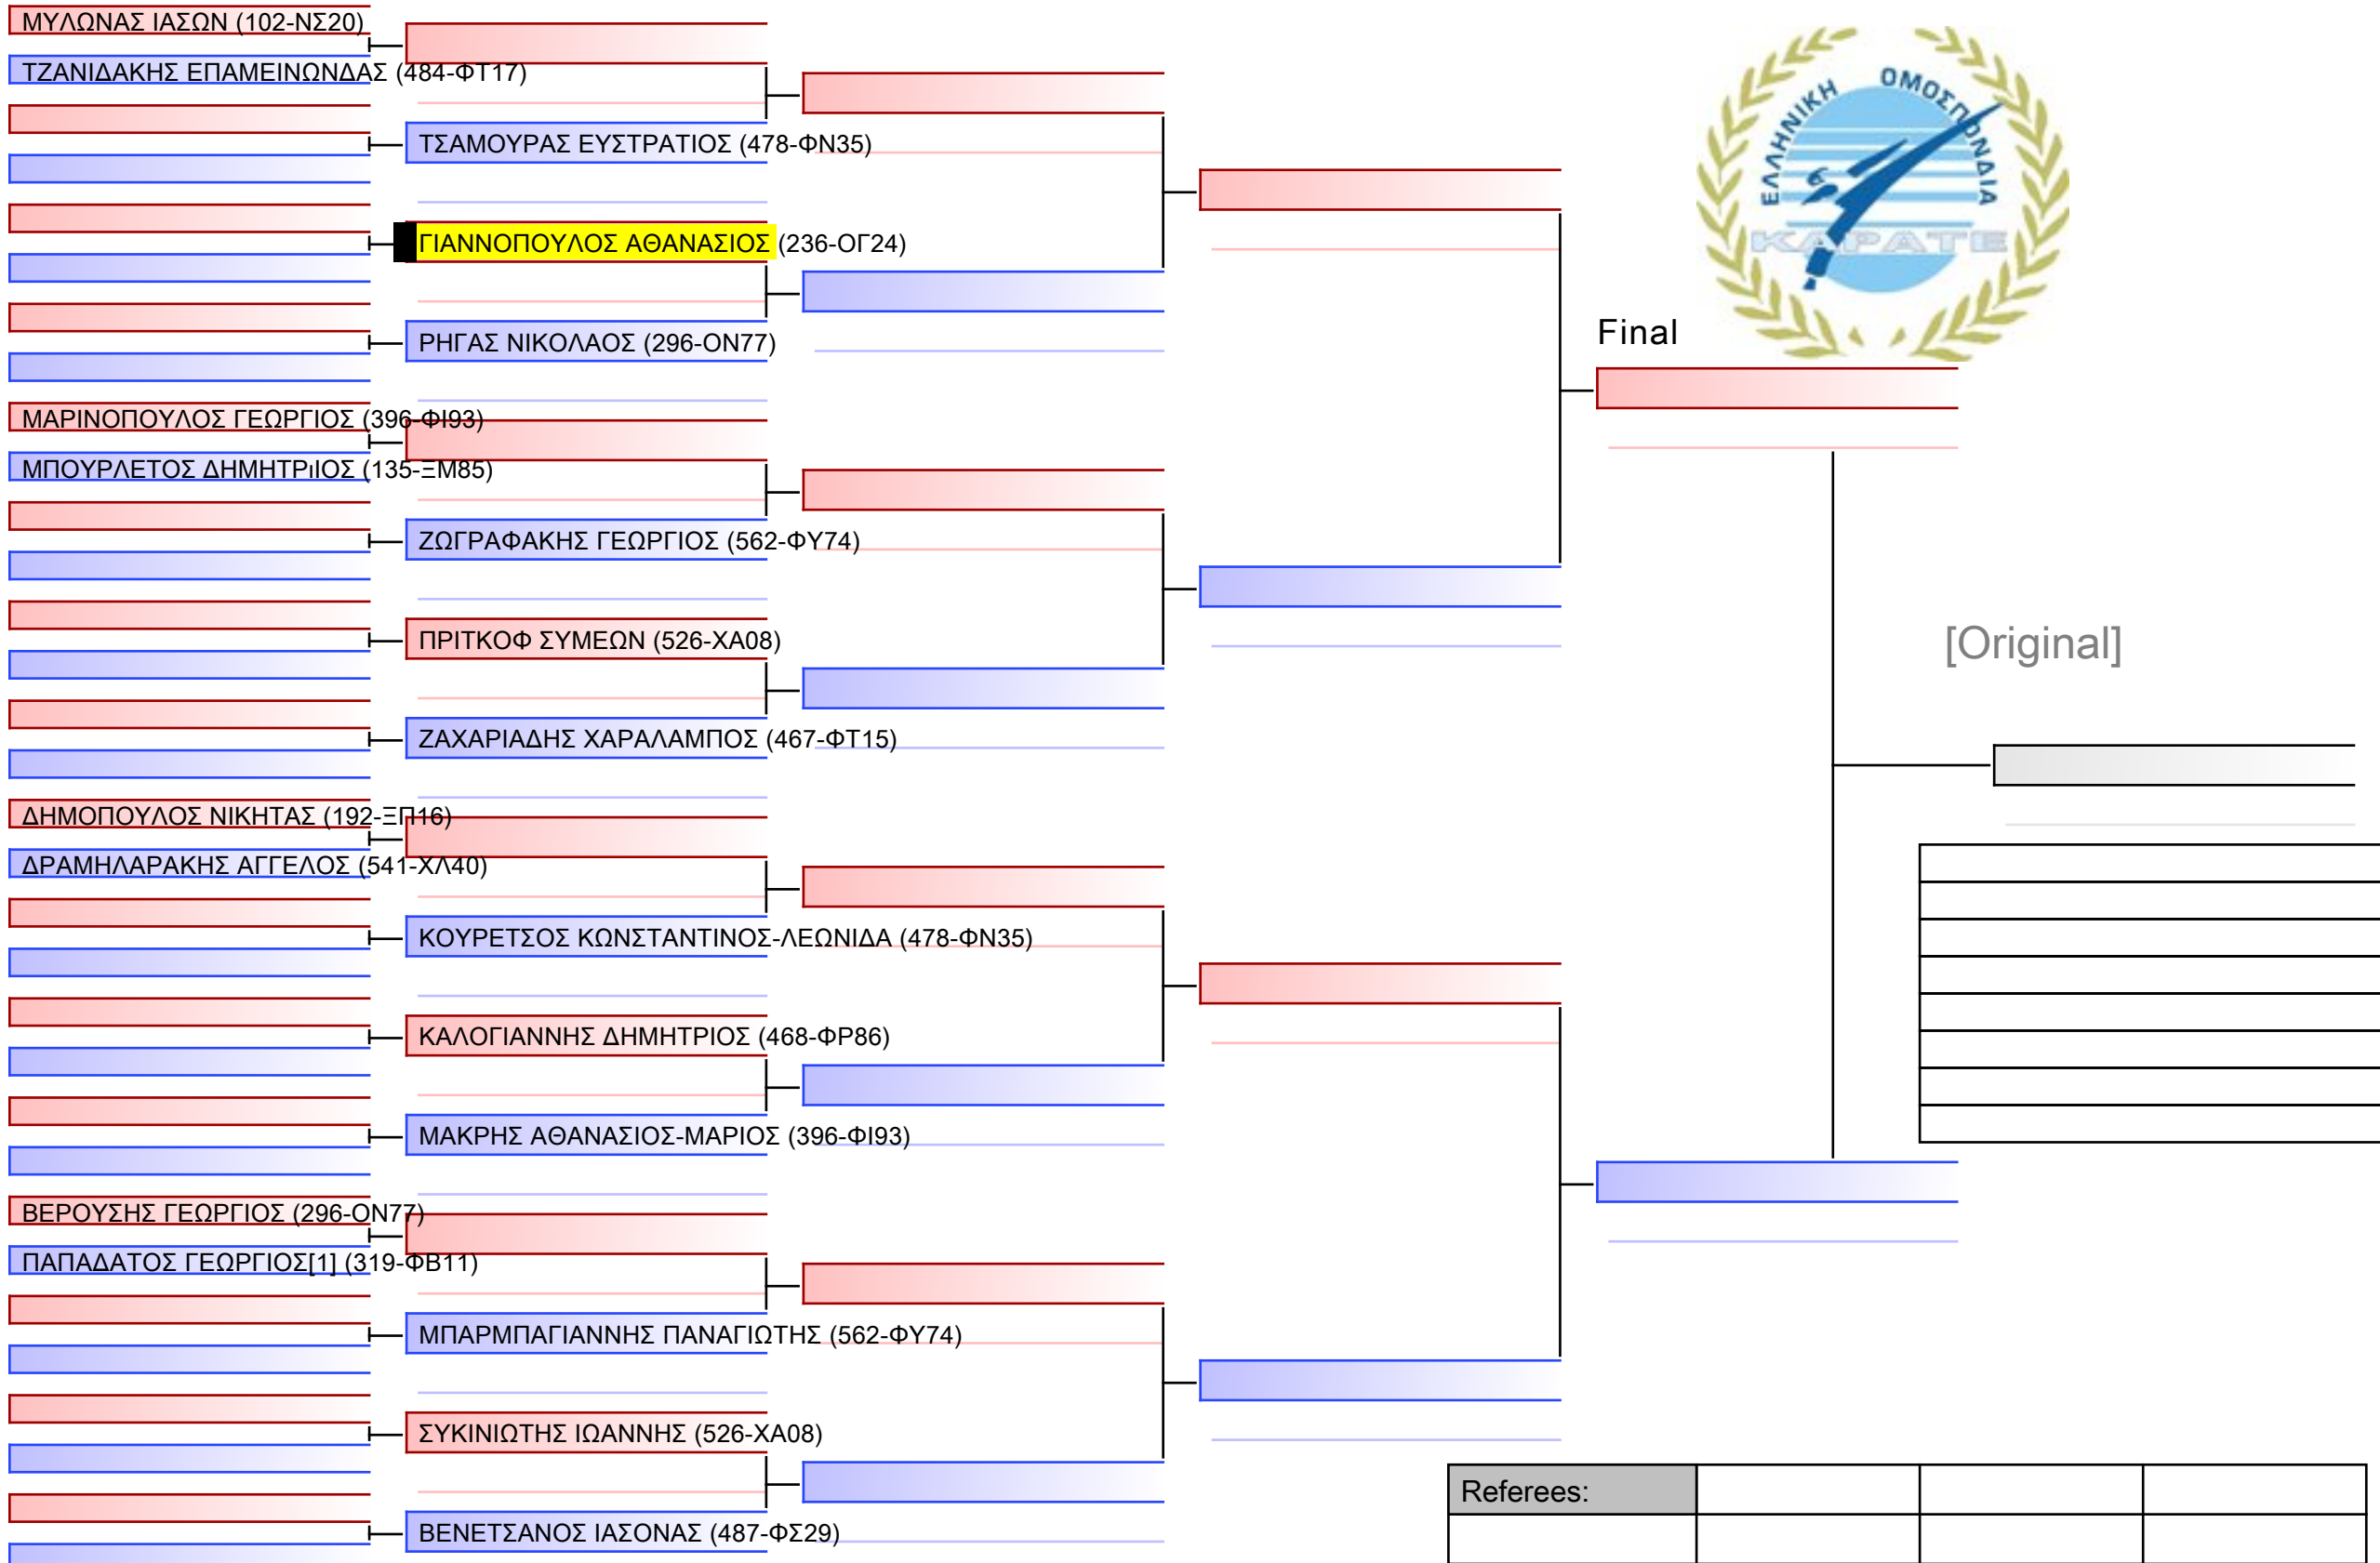 ΜΥΛΩΝΑΣ ΙΑΣΩΝ (102-ΝΣ20)
ΤΖΑΝΙΔΑΚΗΣ ΕΠΑΜΕΙΝΩΝΔΑΣ (484-ΦΤ17)
ΤΣΑΜΟΥΡΑΣ ΕΥΣΤΡΑΤΙΟΣ (478-ΦΝ35)
ΓΙΑΝΝΟΠΟΥΛΟΣ ΑΘΑΝΑΣΙΟΣ (236-ΟΓ24)
ΡΗΓΑΣ ΝΙΚΟΛΑΟΣ (296-ΟΝ77)
ΜΑΡΙΝΟΠΟΥΛΟΣ ΓΕΩΡΓΙΟΣ (396-ΦΙ93)
ΜΠΟΥΡΛΕΤΟΣ ΔΗΜΗΤΡιΙΟΣ (135-ΞΜ85)
ΖΩΓΡΑΦΑΚΗΣ ΓΕΩΡΓΙΟΣ (562-ΦΥ74)
ΠΡΙΤΚΟΦ ΣΥΜΕΩΝ (526-ΧΑ08)
ΖΑΧΑΡΙΑΔΗΣ ΧΑΡΑΛΑΜΠΟΣ (467-ΦΤ15)
ΔΗΜΟΠΟΥΛΟΣ ΝΙΚΗΤΑΣ (192-ΞΠ16)
ΔΡΑΜΗΛΑΡΑΚΗΣ ΑΓΓΕΛΟΣ (541-ΧΛ40)
ΚΟΥΡΕΤΣΟΣ ΚΩΝΣΤΑΝΤΙΝΟΣ-ΛΕΩΝΙΔΑ (478-ΦΝ35)
ΚΑΛΟΓΙΑΝΝΗΣ ΔΗΜΗΤΡΙΟΣ (468-ΦΡ86)
ΜΑΚΡΗΣ ΑΘΑΝΑΣΙΟΣ-ΜΑΡΙΟΣ (396-ΦΙ93)
ΒΕΡΟΥΣΗΣ ΓΕΩΡΓΙΟΣ (296-ΟΝ77)
ΠΑΠΑΔΑΤΟΣ ΓΕΩΡΓΙΟΣ[1] (319-ΦΒ11)
ΜΠΑΡΜΠΑΓΙΑΝΝΗΣ ΠΑΝΑΓΙΩΤΗΣ (562-ΦΥ74)
ΣΥΚΙΝΙΩΤΗΣ ΙΩΑΝΝΗΣ (526-ΧΑ08)
ΒΕΝΕΤΣΑΝΟΣ ΙΑΣΟΝΑΣ (487-ΦΣ29)
ΕΛΛΗΝΙΚΗ ΟΜΟΣΠΟΝΔΙΑ
ΚΑΡΑΤΕ
Final
[Original]
Referees: